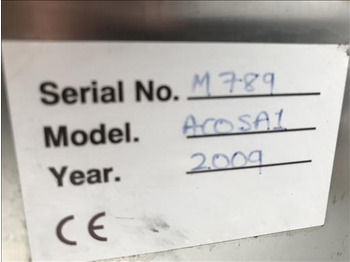 Serial No. M789
Model. ACOSA1
Year. 2009
CE